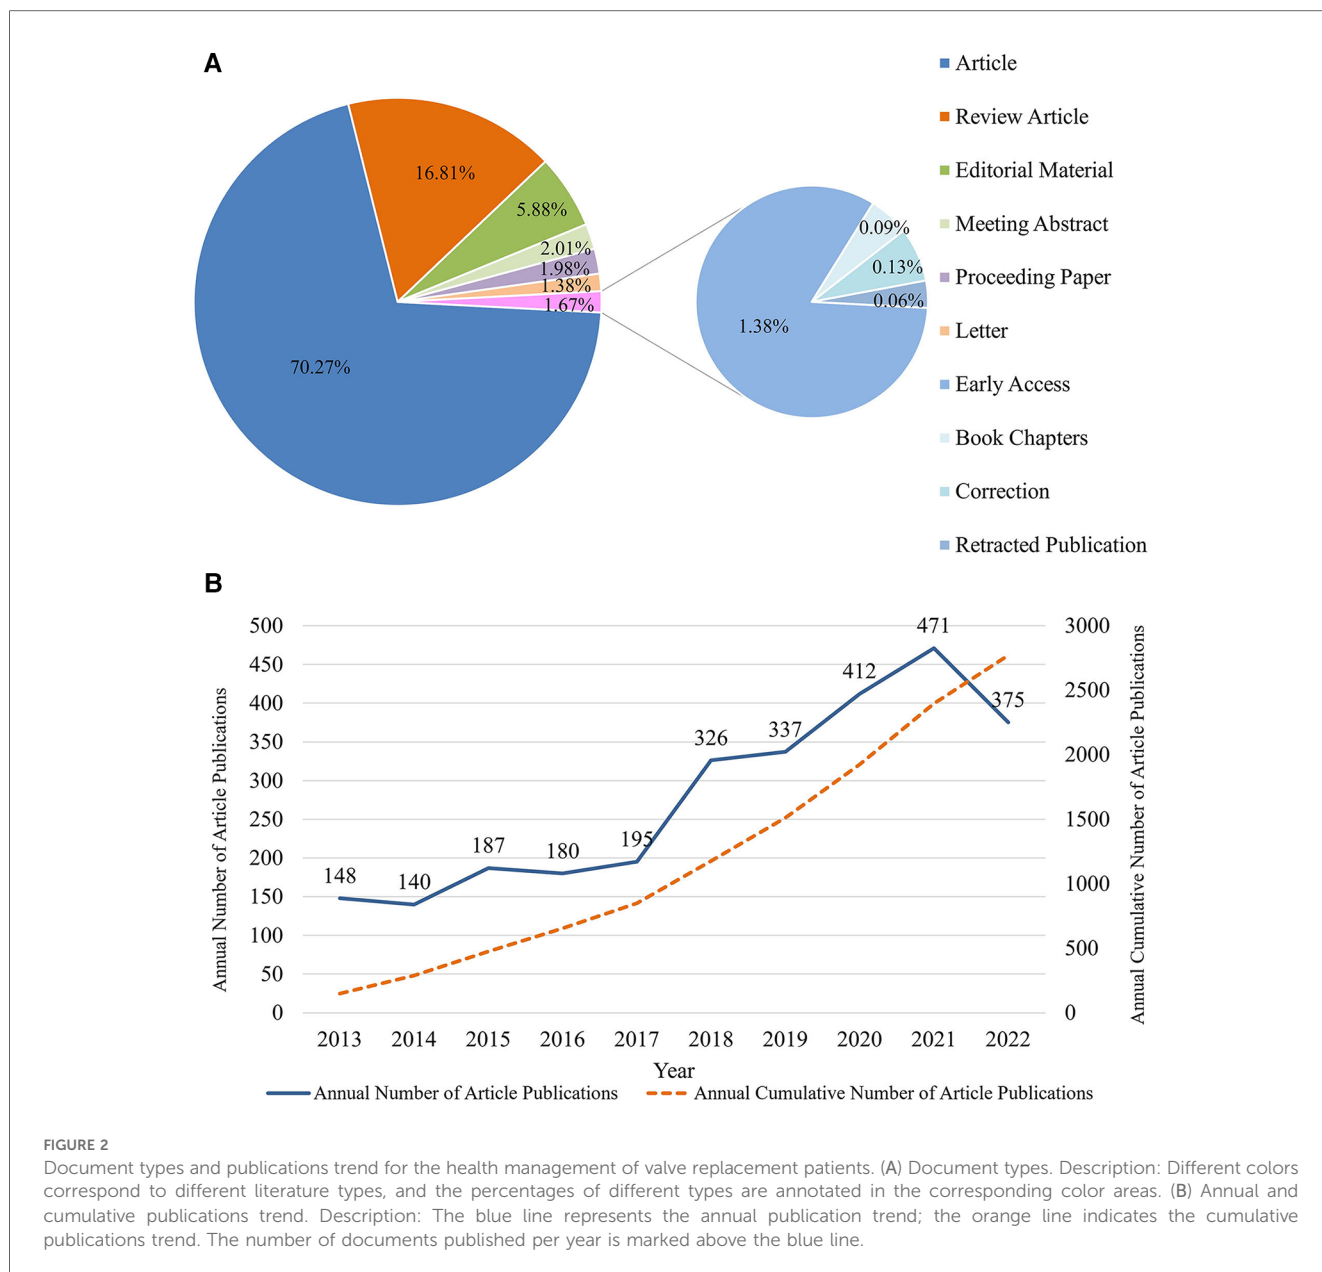 A
Article
Review Article
Editorial Material
Meeting Abstract
Proceeding Paper
Letter
Early Access
Book Chapters
Correction
Retracted Publication
16.81%
5.88%
2.01%
1.98%
1.38%
1.67%
70.27%
0.09%
0.13%
0.06%
1.38%
B
Annual Number of Article Publications
500
450
400
350
300
250
200
150
100
50
0
148
140
187
180
195
326
337
412
471
375
3000
2500
2000
1500
1000
500
0
Annual Cumulative Number of Article Publications
2013 2014 2015 2016 2017 2018 2019 2020 2021 2022
Year
Annual Number of Article Publications
Annual Cumulative Number of Article Publications
FIGURE 2
Document types and publications trend for the health management of valve replacement patients. (A) Document types. Description: Different colors
correspond to different literature types, and the percentages of different types are annotated in the corresponding color areas. (B) Annual and
cumulative publications trend. Description: The blue line represents the annual publication trend; the orange line indicates the cumulative
publications trend. The number of documents published per year is marked above the blue line.